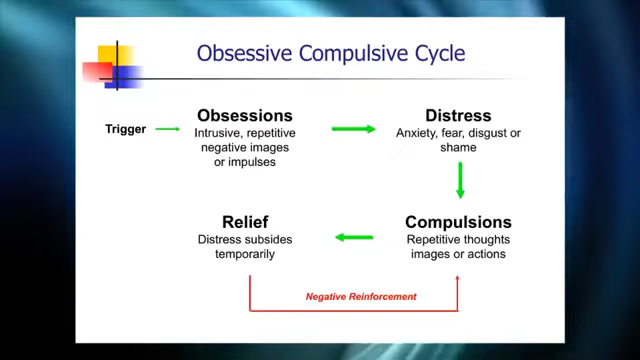 Obsessive Compulsive Cycle
Trigger
Obsessions
Intrusive, repetitive
negative images
or impulses
Distress
Anxiety, fear, disgust or
shame
Relief
Distress subsides
temporarily
Compulsions
Repetitive thoughts
images or actions
Negative Reinforcement